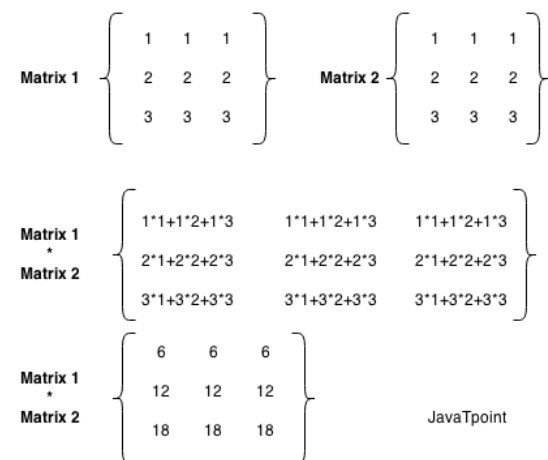 1 1 1 1 1 1
Matrix 1 2 2 2 Matrix 2 2 2 2
3 3 3 3 3 3
1*1+1*2+1*3 1*1+1*2+1*3 1*1+1*2+1*3
Matrix 1
*
2*1+2*2+2*3 2*1+2*2+2*3 2*1+2*2+2*3
Matrix 2
3*1+3*2+3*3 3*1+3*2+3*3 3*1+3*2+3*3
6 6 6
Matrix 1
*
12 12 12
Matrix 2 JavaTpoint
18 18 18